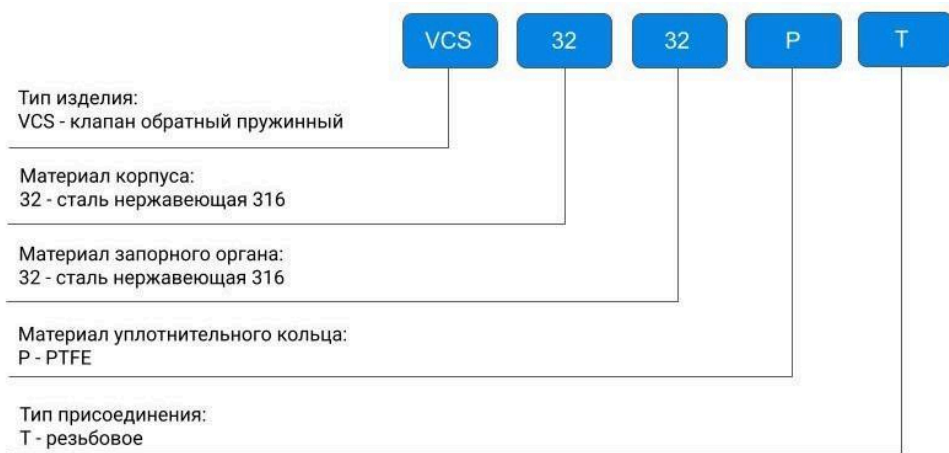 VCS 32 32 P T
Тип изделия:
VCS - клапан обратный пружинный
Материал корпуса:
32 - сталь нержавеющая 316
Материал запорного органа:
32 - сталь нержавеющая 316
Материал уплотнительного кольца:
P - PTFE
Тип присоединения:
T - резьбовое